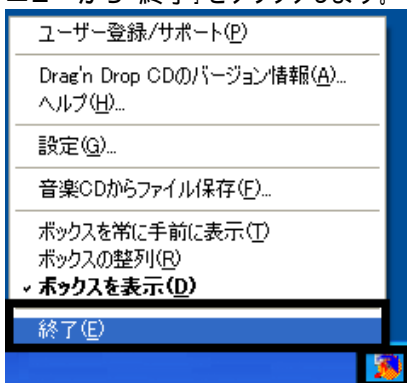 ユーザー登録/サポート(P)
Drag'n Drop CDのバージョン情報(A)...
ヘルプ(H)...
設定(G)...
音楽CDからファイル保存(F)...
ボックスを常に手前に表示(T)
ボックスの整列(R)
ボックスを表示(D)
終了(E)